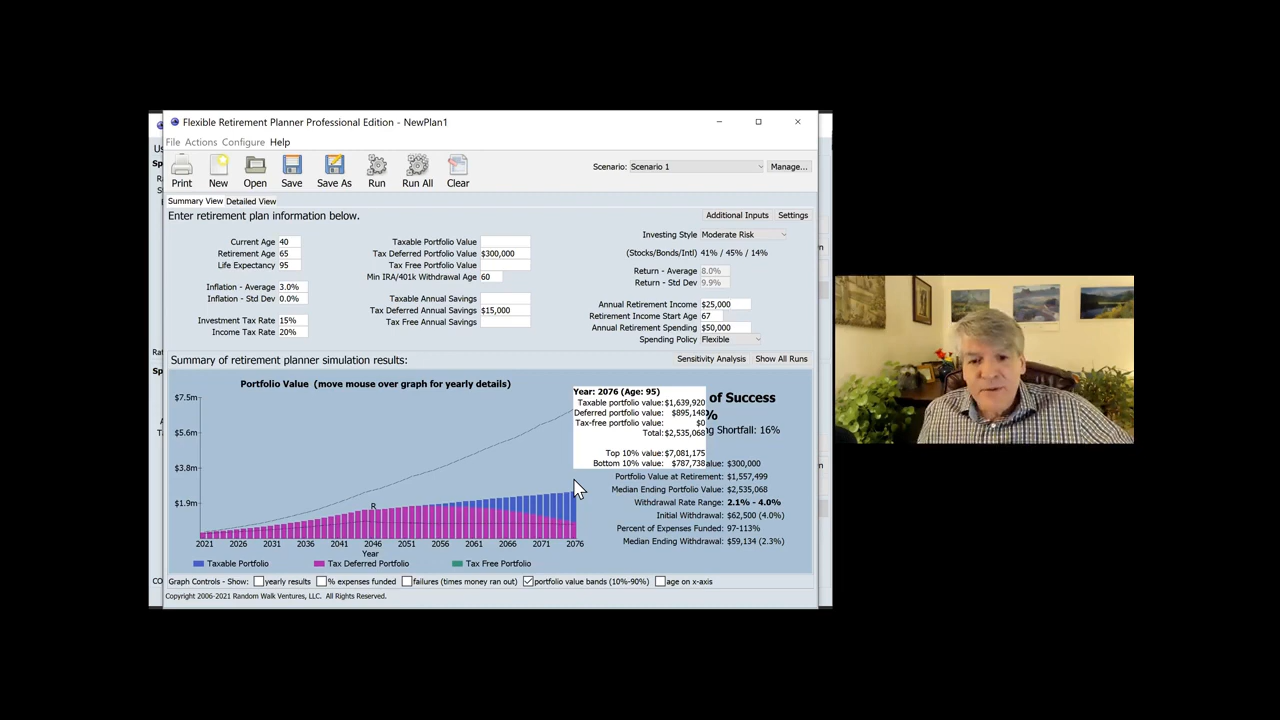 Flexible Retirement Planner Professional Edition - NewPlan1
File Actions Configure Help
Print New Open Save Save As Run Run All Clear
Scenario: Scenario 1 Manage...
Summary View Detailed View
Enter retirement plan information below.
Additional Inputs Settings
Current Age 40
Retirement Age 65
Life Expectancy 95
Inflation - Average 3.0%
Inflation - Std Dev 0.0%
Investment Tax Rate 15%
Income Tax Rate 20%
Taxable Portfolio Value
Tax Deferred Portfolio Value $300,000
Tax Free Portfolio Value
Min IRA/401k Withdrawal Age 60
Taxable Annual Savings
Tax Deferred Annual Savings $15,000
Tax Free Annual Savings
Investing Style Moderate Risk
(Stocks/Bonds/Intl) 41% / 45% / 14%
Return - Average 8.0%
Return - Std Dev 9.9%
Annual Retirement Income $25,000
Retirement Income Start Age 67
Annual Retirement Spending $50,000
Spending Policy Flexible
Summary of retirement planner simulation results:
Sensitivity Analysis Show All Runs
Portfolio Value (move mouse over graph for yearly details)
$7.5m
$5.6m
$3.8m
$1.9m
R
2021 2026 2031 2036 2041 2046 2051 2056 2061 2066 2071 2076
Year
Taxable Portfolio Tax Deferred Portfolio Tax Free Portfolio
Year: 2076 (Age: 95)
Taxable portfolio value: $1,639,920
Deferred portfolio value: $895,148
Tax-free portfolio value: $0
Total: $2,535,068
Top 10% value: $7,081,175
Bottom 10% value: $787,738
of Success
%
g Shortfall: 16%
alue: $300,000
Portfolio Value at Retirement: $1,557,499
Median Ending Portfolio Value: $2,535,068
Withdrawal Rate Range: 2.1% - 4.0%
Initial Withdrawal: $62,500 (4.0%)
Percent of Expenses Funded: 97-113%
Median Ending Withdrawal: $59,134 (2.3%)
Graph Controls - Show: yearly results % expenses funded failures (times money ran out) portfolio value bands (10%-90%) age on x-axis
Copyright 2006-2021 Random Walk Ventures, LLC. All Rights Reserved.